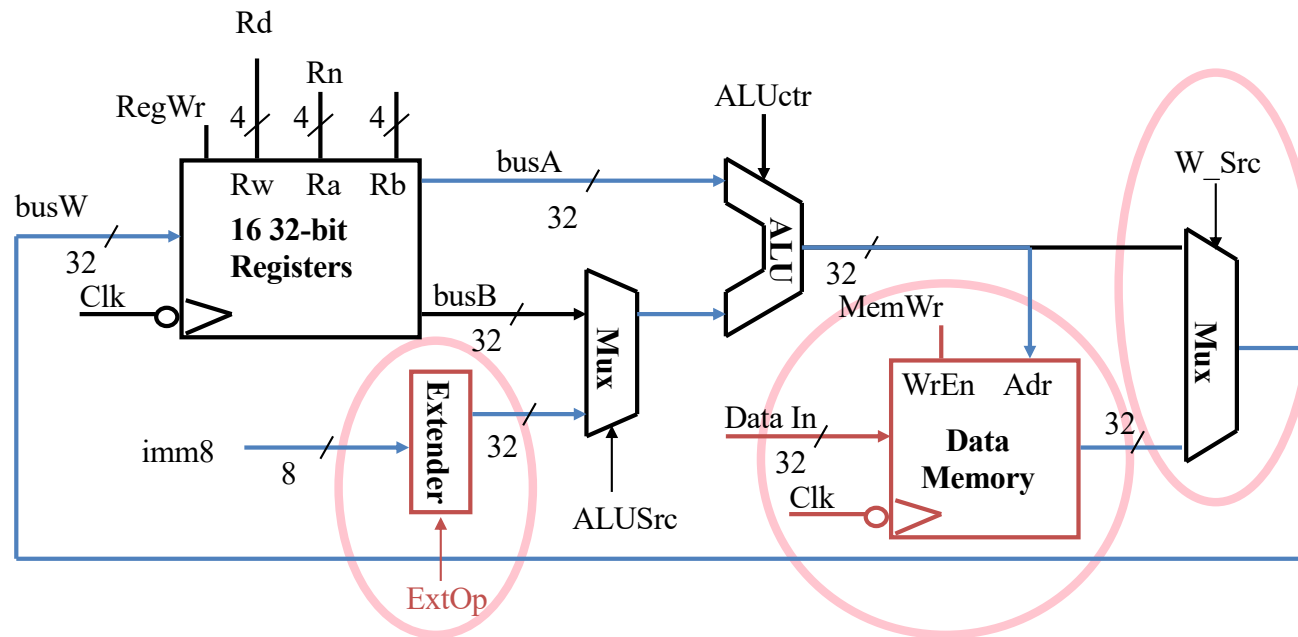 Rd
Rn
RegWr
4
4
4
ALUctr
busA
32
W_Src
Rw
Ra
Rb
busW
32
16 32-bit
Registers
ALU
32
Clk
busB
32
MemWr
Mux
Mux
WrEn
Adr
Extender
32
Data In
32
Data
Memory
32
imm8
8
Clk
ALUSrc
ExtOp